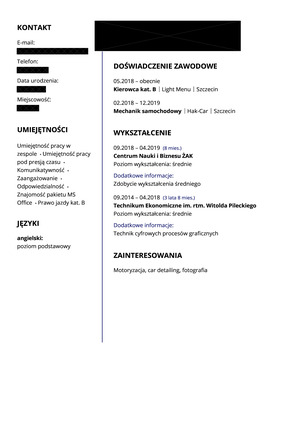 KONTAKT
E-mail:
Telefon:
Data urodzenia:
Miejscowość:
UMIEJĘTNOŚCI
Umiejętność pracy w
zespole - Umiejętność pracy
pod presją czasu -
Komunikatywność -
Zaangażowanie -
Odpowiedzialność -
Znajomość pakietu MS
Office - Prawo jazdy kat. B
JĘZYKI
angielski:
poziom podstawowy
DOŚWIADCZENIE ZAWODOWE
05.2018 – obecnie
Kierowca kat. B | Light Menu | Szczecin
02.2018 – 12.2019
Mechanik samochodowy | Hak-Car | Szczecin
WYKSZTAŁCENIE
09.2018 – 04.2019 (8 mies.)
Centrum Nauki i Biznesu ŻAK
Poziom wykształcenia: średnie
Dodatkowe informacje:
Zdobycie wykształcenia średniego
09.2014 – 04.2018 (3 lata 8 mies.)
Technikum Ekonomiczne im. rtm. Witolda Pileckiego
Poziom wykształcenia: średnie
Dodatkowe informacje:
Technik cyfrowych procesów graficznych
ZAINTERESOWANIA
Motoryzacja, car detailing, fotografia